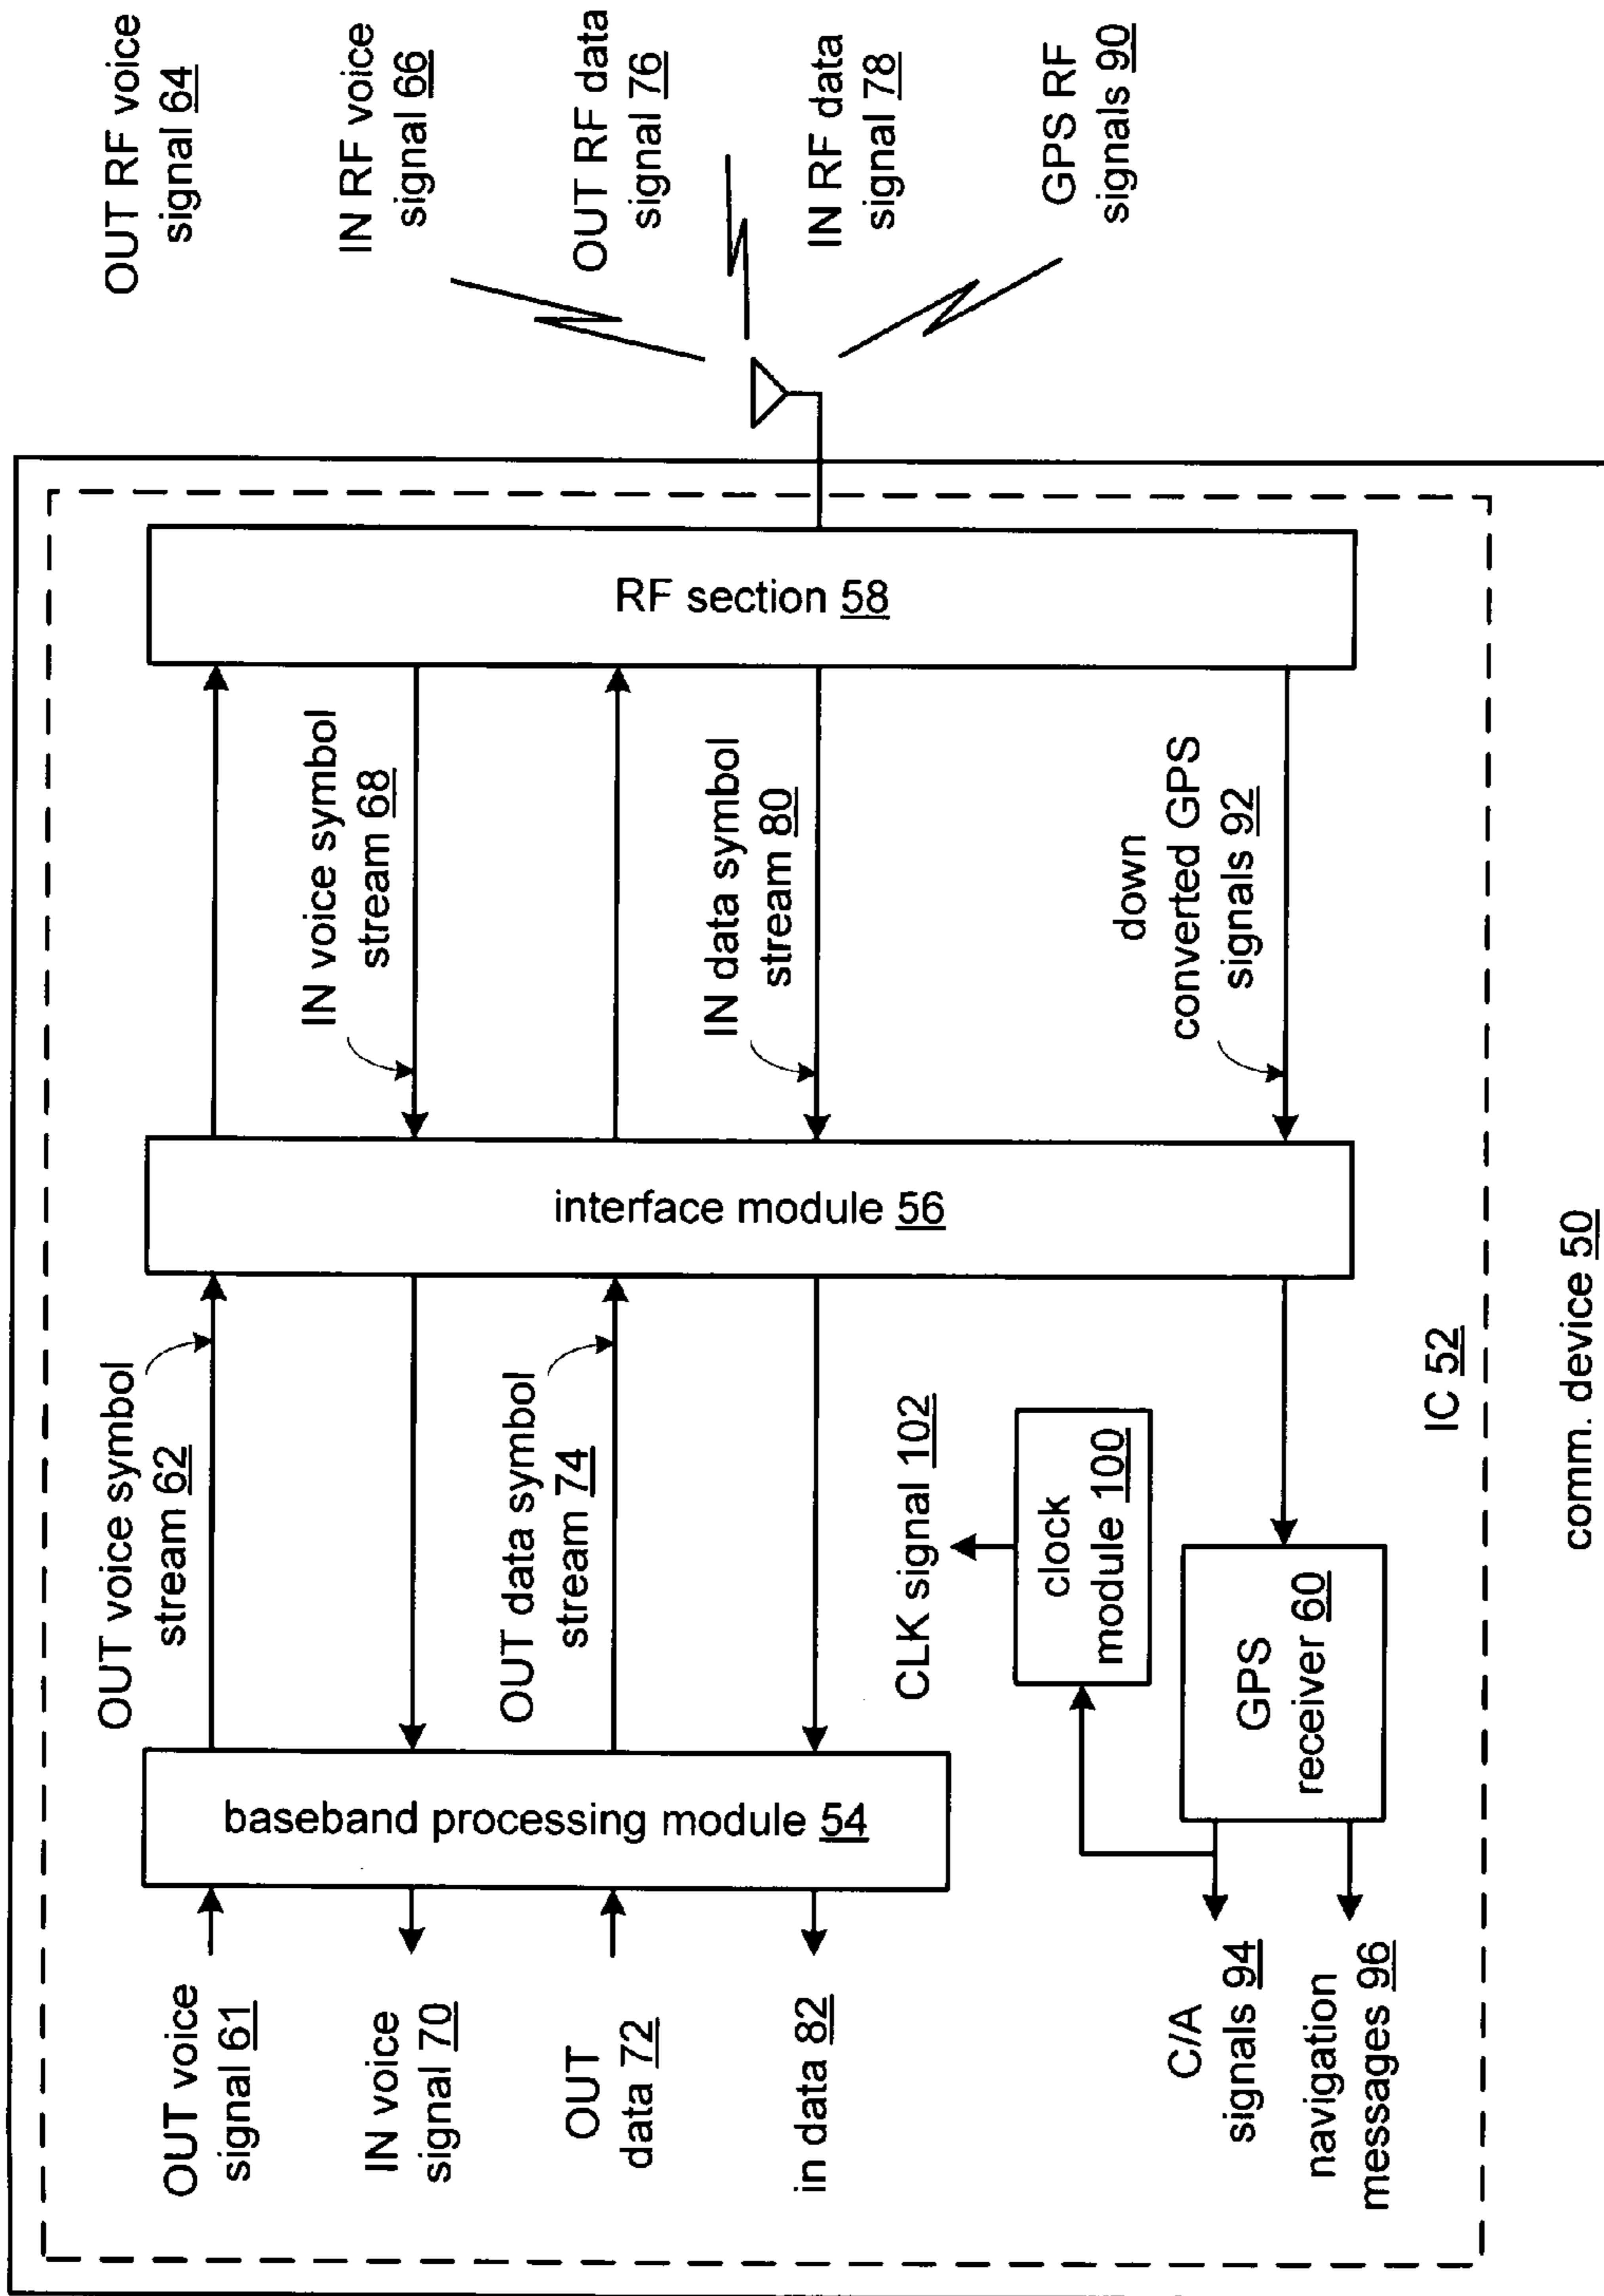 OUT RF voice
signal 64
IN RF voice
signal 66
OUT RF data
signal 76
IN RF data
signal 78
GPS RF
signals 90
RF section 58
IN voice symbol
stream 68
IN data symbol
stream 80
down
converted GPS
signals 92
interface module 56
OUT voice symbol
stream 62
OUT data symbol
stream 74
CLK signal 102
clock
module 100
GPS
receiver 60
baseband processing module 54
OUT voice
signal 61
IN voice
signal 70
OUT
data 72
in data 82
C/A
signals 94
navigation
messages 96
IC 52
comm. device 50